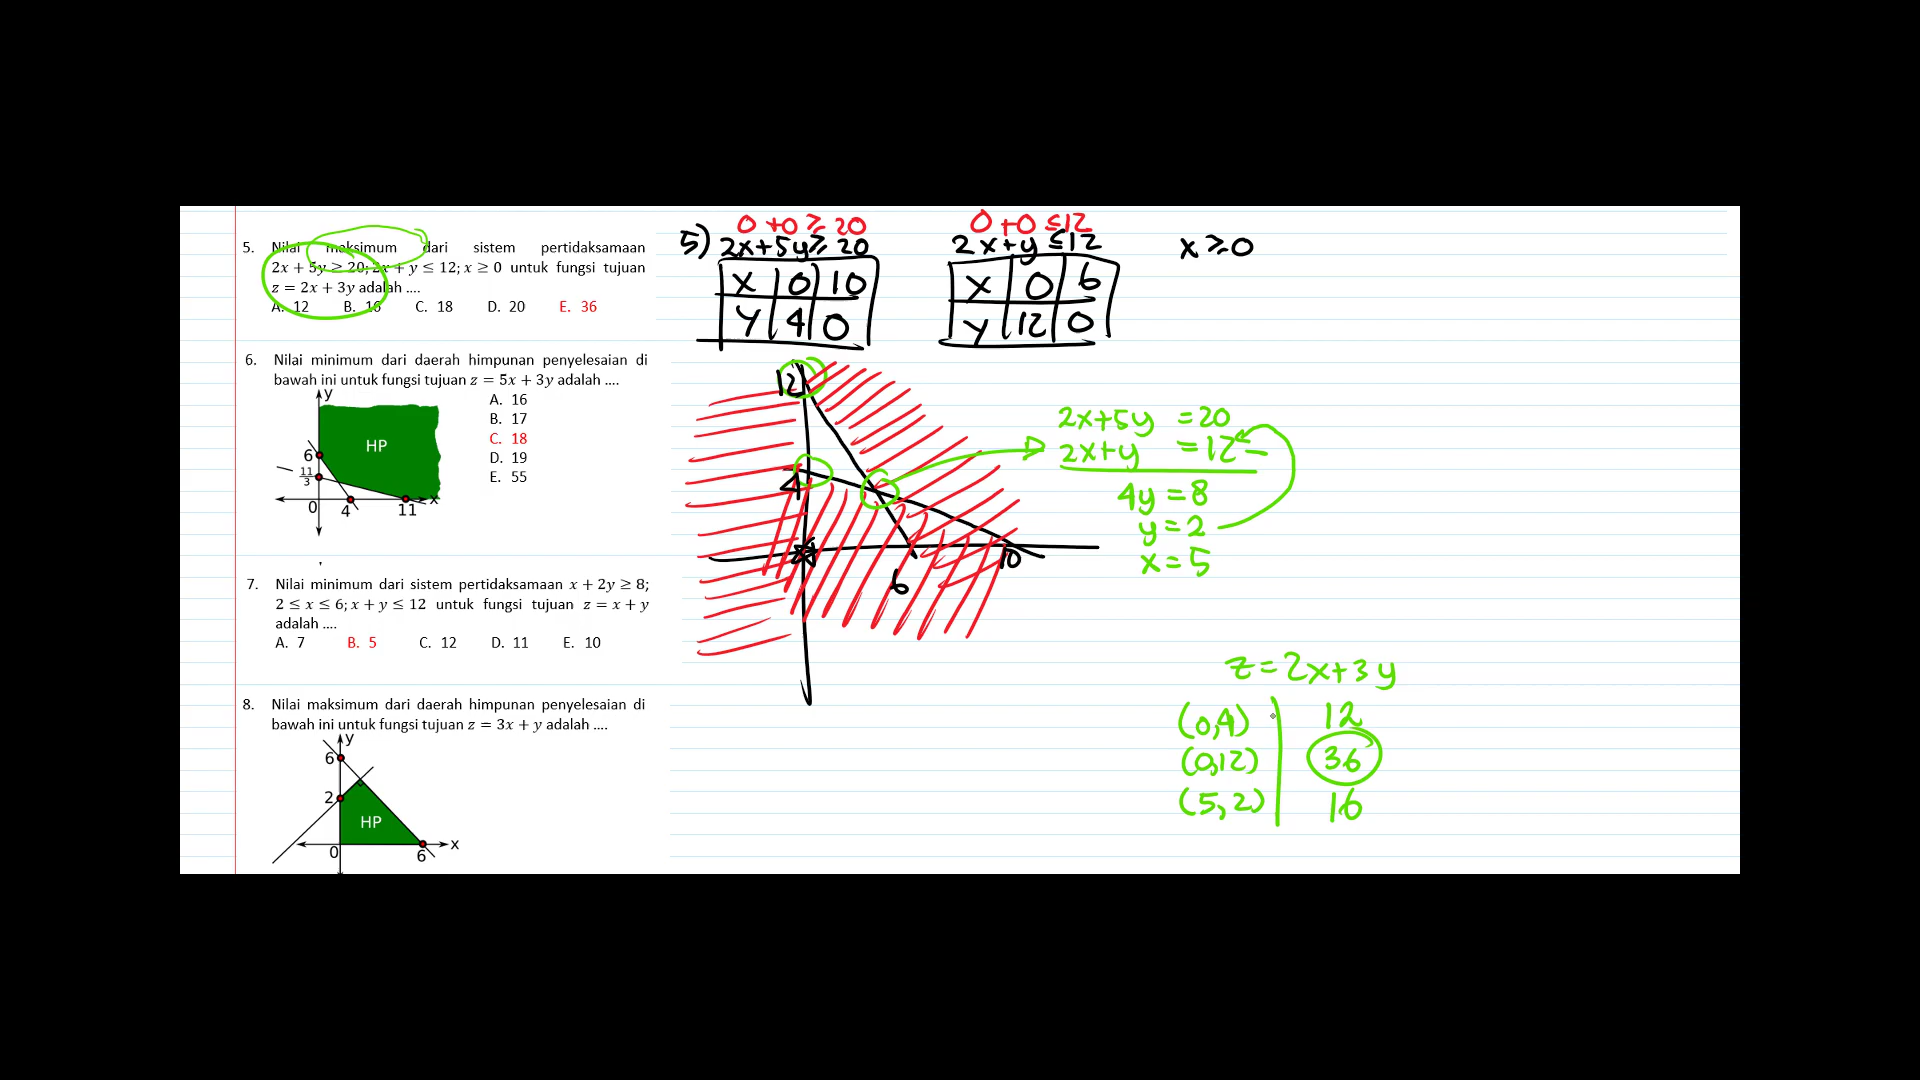 5. Nilai maksimum dari sistem pertidaksamaan
2x + 5y ≥ 20; 2x + y ≤ 12; x ≥ 0 untuk fungsi tujuan
z = 2x + 3y adalah ....
A. 12 B. 16 C. 18 D. 20 E. 36
6. Nilai minimum dari daerah himpunan penyelesaian di
bawah ini untuk fungsi tujuan z = 5x + 3y adalah ....
A. 16
B. 17
C. 18
D. 19
E. 55
y
HP
6
11/3
0 4 11 x
7. Nilai minimum dari sistem pertidaksamaan x + 2y ≥ 8;
2 ≤ x ≤ 6; x + y ≤ 12 untuk fungsi tujuan z = x + y
adalah ....
A. 7 B. 5 C. 12 D. 11 E. 10
8. Nilai maksimum dari daerah himpunan penyelesaian di
bawah ini untuk fungsi tujuan z = 3x + y adalah ....
y
6
2
HP
0 6 x
0 + 0 ≥ 20
5) 2x + 5y ≥ 20
x 0 10
y 4 0
0 + 0 ≤ 12
2x + y ≤ 12
x 0 6
y 12 0
x ≥ 0
12
4
6
10
2x + 5y = 20
2x + y = 12 −
4y = 8
y = 2
x = 5
z = 2x + 3y
(0,4) 12
(0,12) 36
(5,2) 16